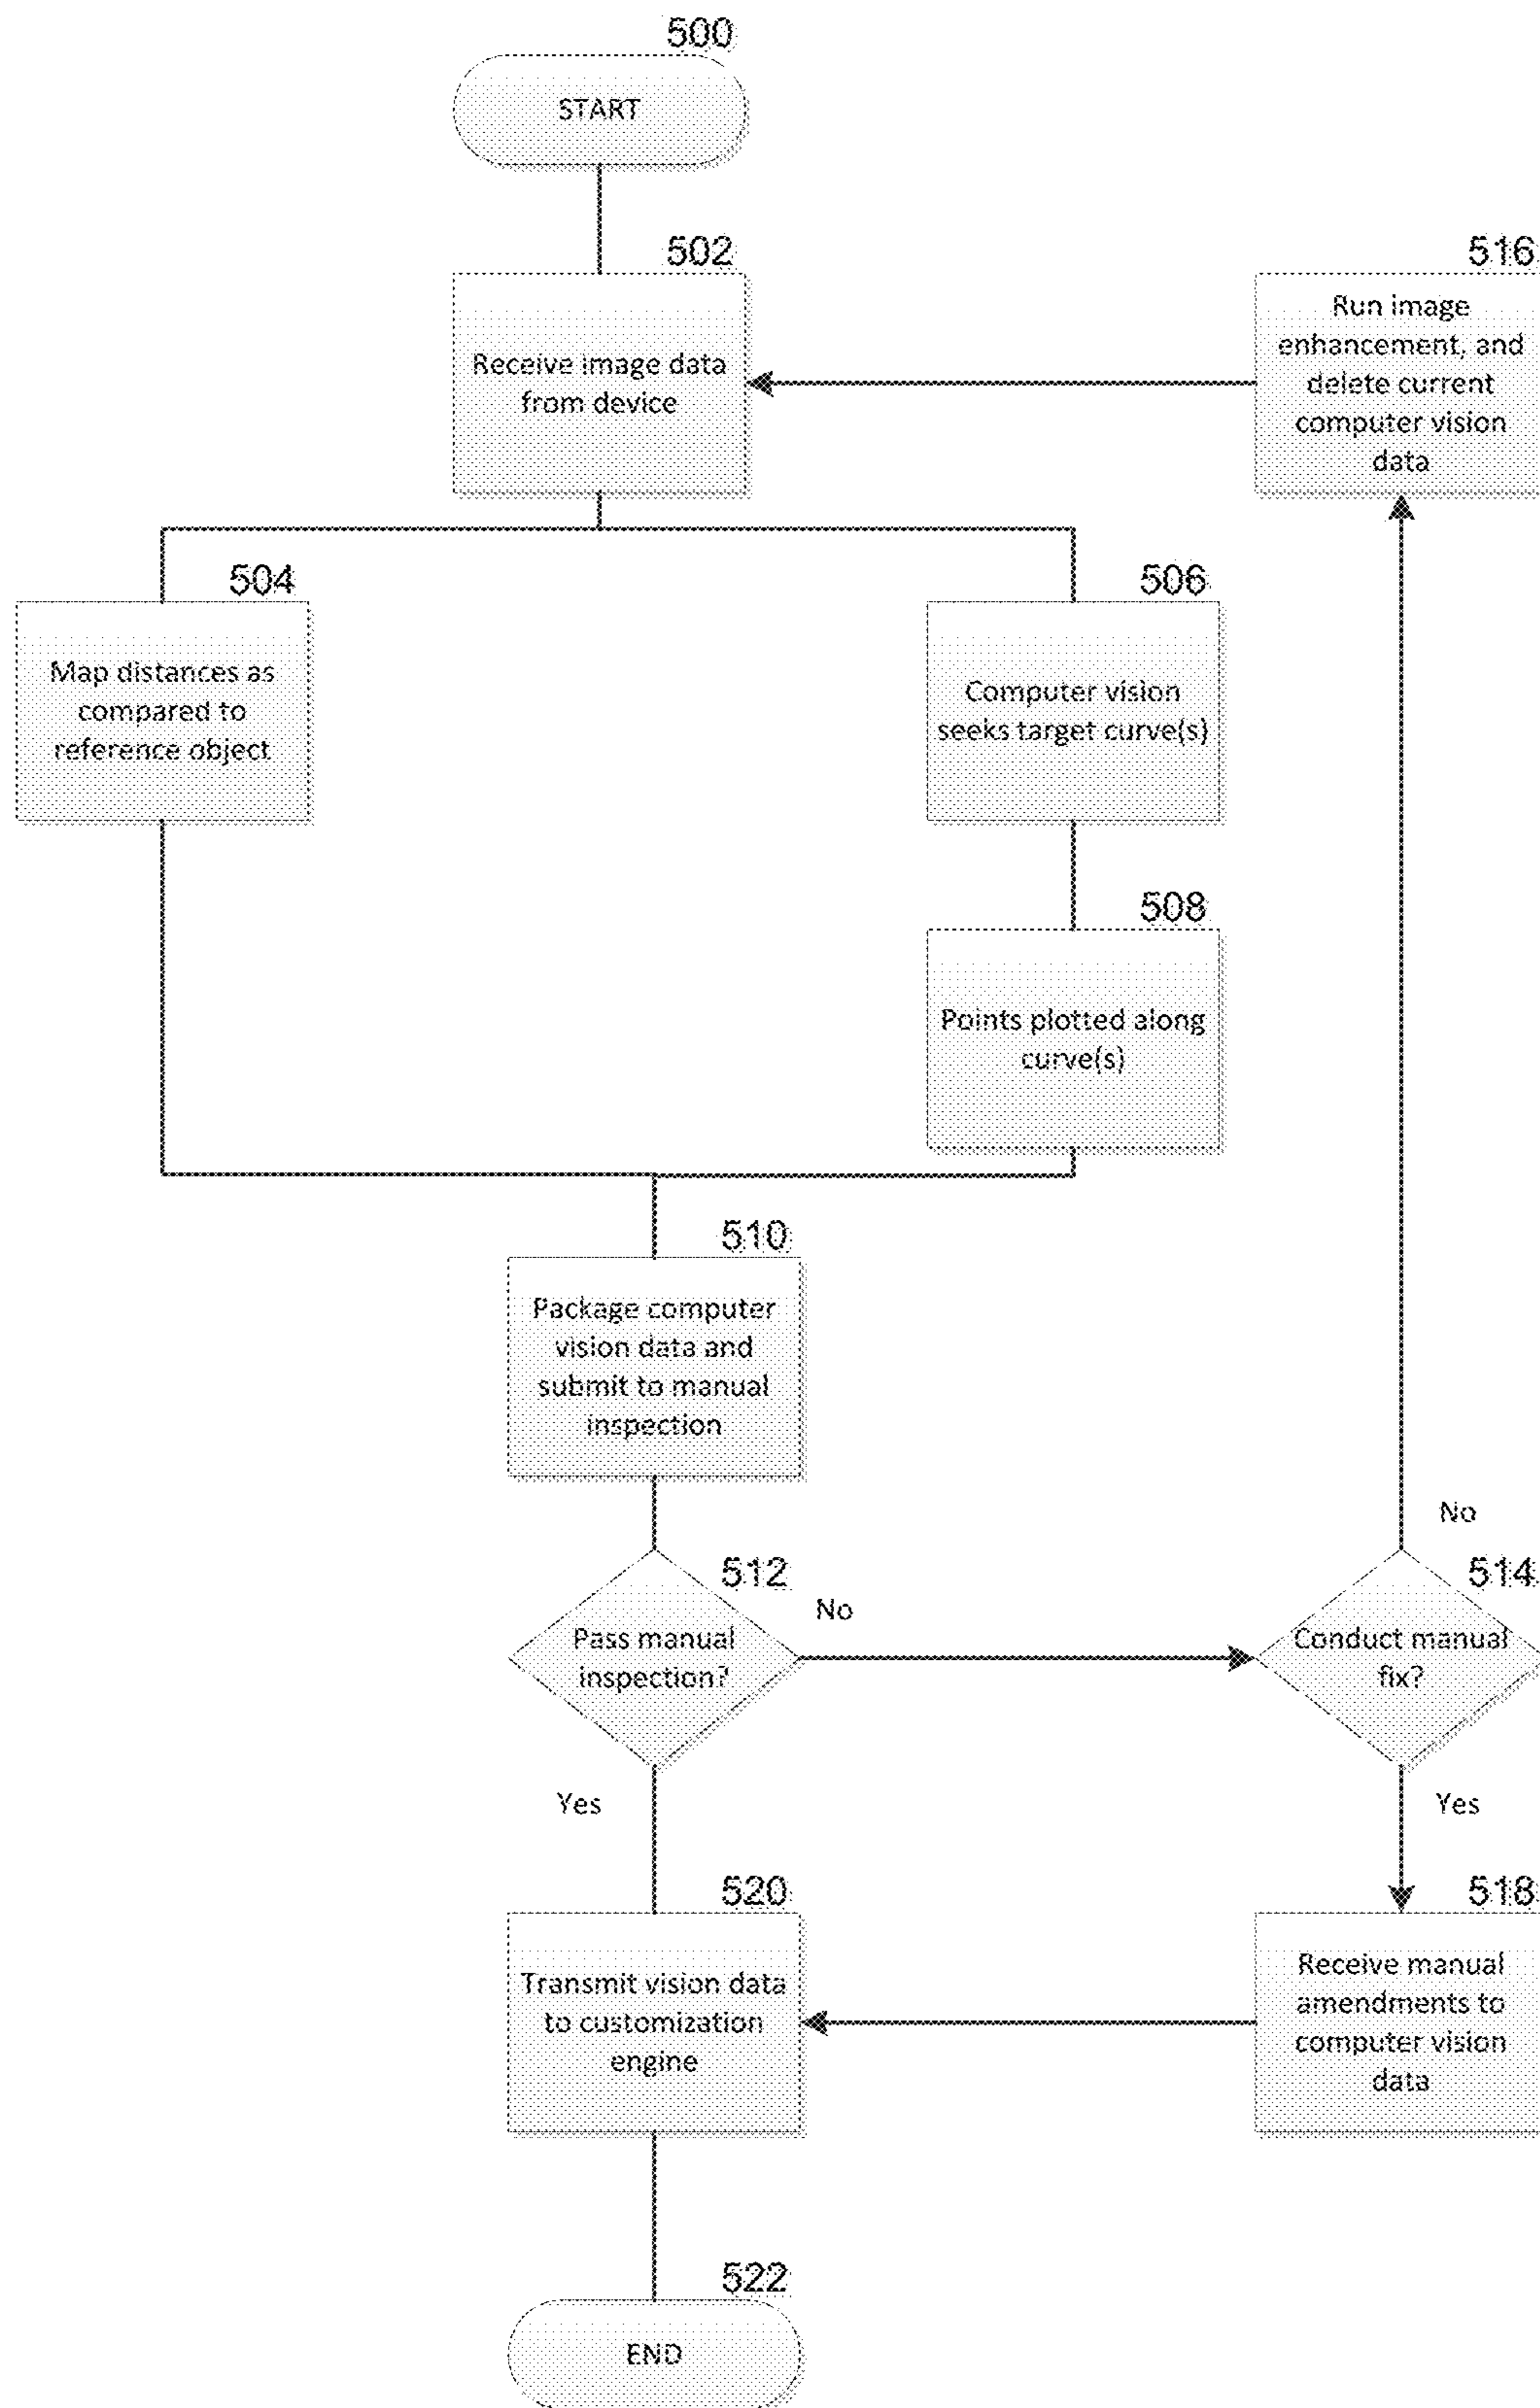 500
START
502
Receive image data
from device
516
Run image
enhancement, and
delete current
computer vision
data
504
Map distances as
compared to
reference object
506
Computer vision
seeks target curve(s)
508
Points plotted along
curve(s)
510
Package computer
vision data and
submit to manual
inspection
512
Pass manual
inspection?
No
No
514
Conduct manual
fix?
Yes
Yes
520
Transmit vision data
to customization
engine
518
Receive manual
amendments to
computer vision
data
522
END